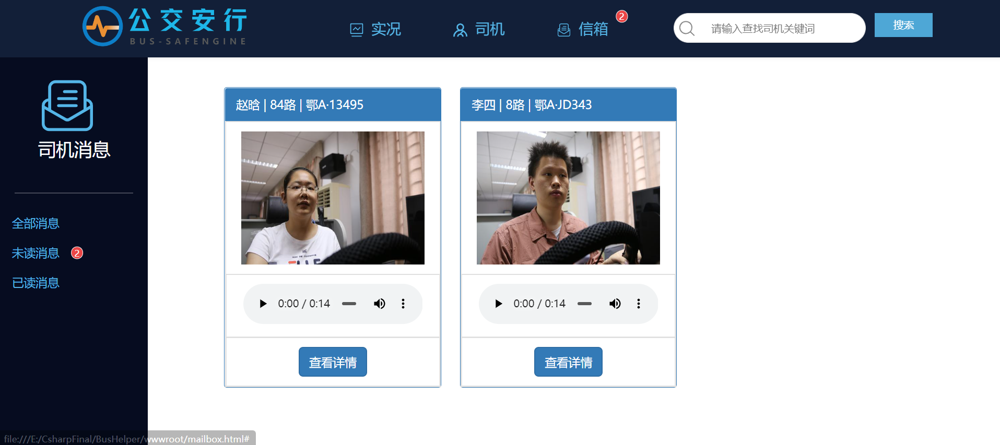 公交安行
BUS-SAFENGINE
实况
司机
信箱 2
请输入查找司机关键词
搜索
司机消息
全部消息
未读消息 2
已读消息
赵晗 | 84路 | 鄂A·13495
0:00 / 0:14
查看详情
李四 | 8路 | 鄂A·JD343
0:00 / 0:14
查看详情
file:///E:/CsharpFinal/BusHelper/wwwroot/mailbox.html#